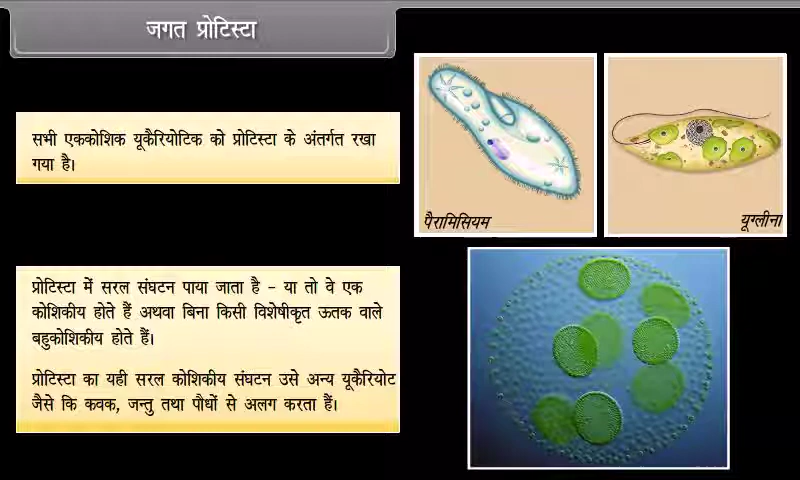 जगत प्रोटिस्टा
सभी एककोशिक यूकैरियोटिक को प्रोटिस्टा के अंतर्गत रखा
गया है।
पैरामिसियम
यूग्लीना
प्रोटिस्टा में सरल संघटन पाया जाता है - या तो वे एक
कोशिकीय होते हैं अथवा बिना किसी विशेषीकृत ऊतक वाले
बहुकोशिकीय होते हैं।
प्रोटिस्टा का यही सरल कोशिकीय संघटन उसे अन्य यूकैरियोट
जैसे कि कवक, जन्तु तथा पौधों से अलग करता हैं।